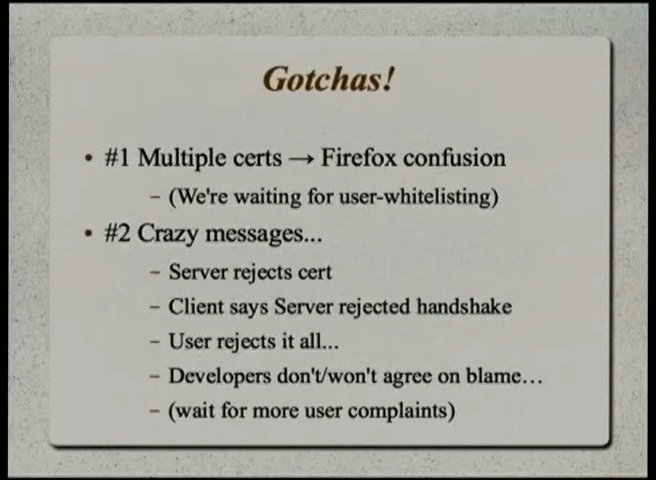 Gotchas!
• #1 Multiple certs → Firefox confusion
– (We're waiting for user-whitelisting)
• #2 Crazy messages...
– Server rejects cert
– Client says Server rejected handshake
– User rejects it all...
– Developers don't/won't agree on blame...
– (wait for more user complaints)